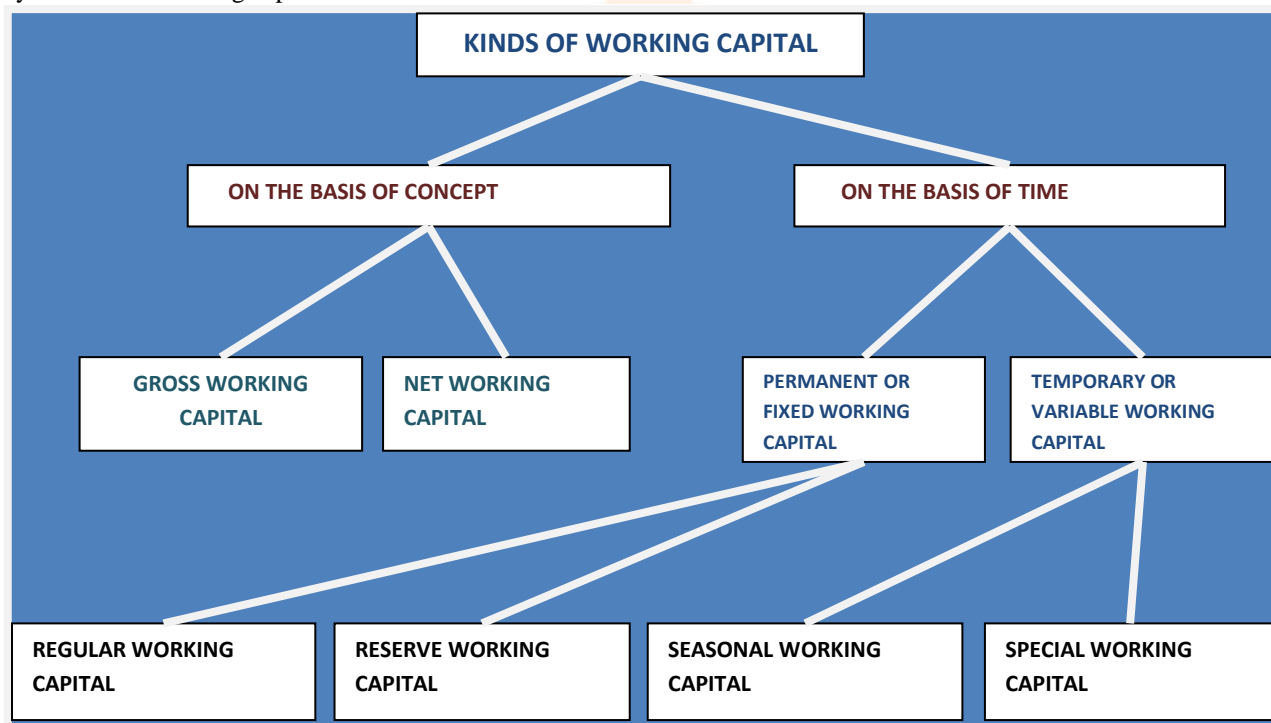 KINDS OF WORKING CAPITAL
ON THE BASIS OF CONCEPT
ON THE BASIS OF TIME
GROSS WORKING
CAPITAL
NET WORKING
CAPITAL
PERMANENT OR
FIXED WORKING
CAPITAL
TEMPORARY OR
VARIABLE WORKING
CAPITAL
REGULAR WORKING
CAPITAL
RESERVE WORKING
CAPITAL
SEASONAL WORKING
CAPITAL
SPECIAL WORKING
CAPITAL